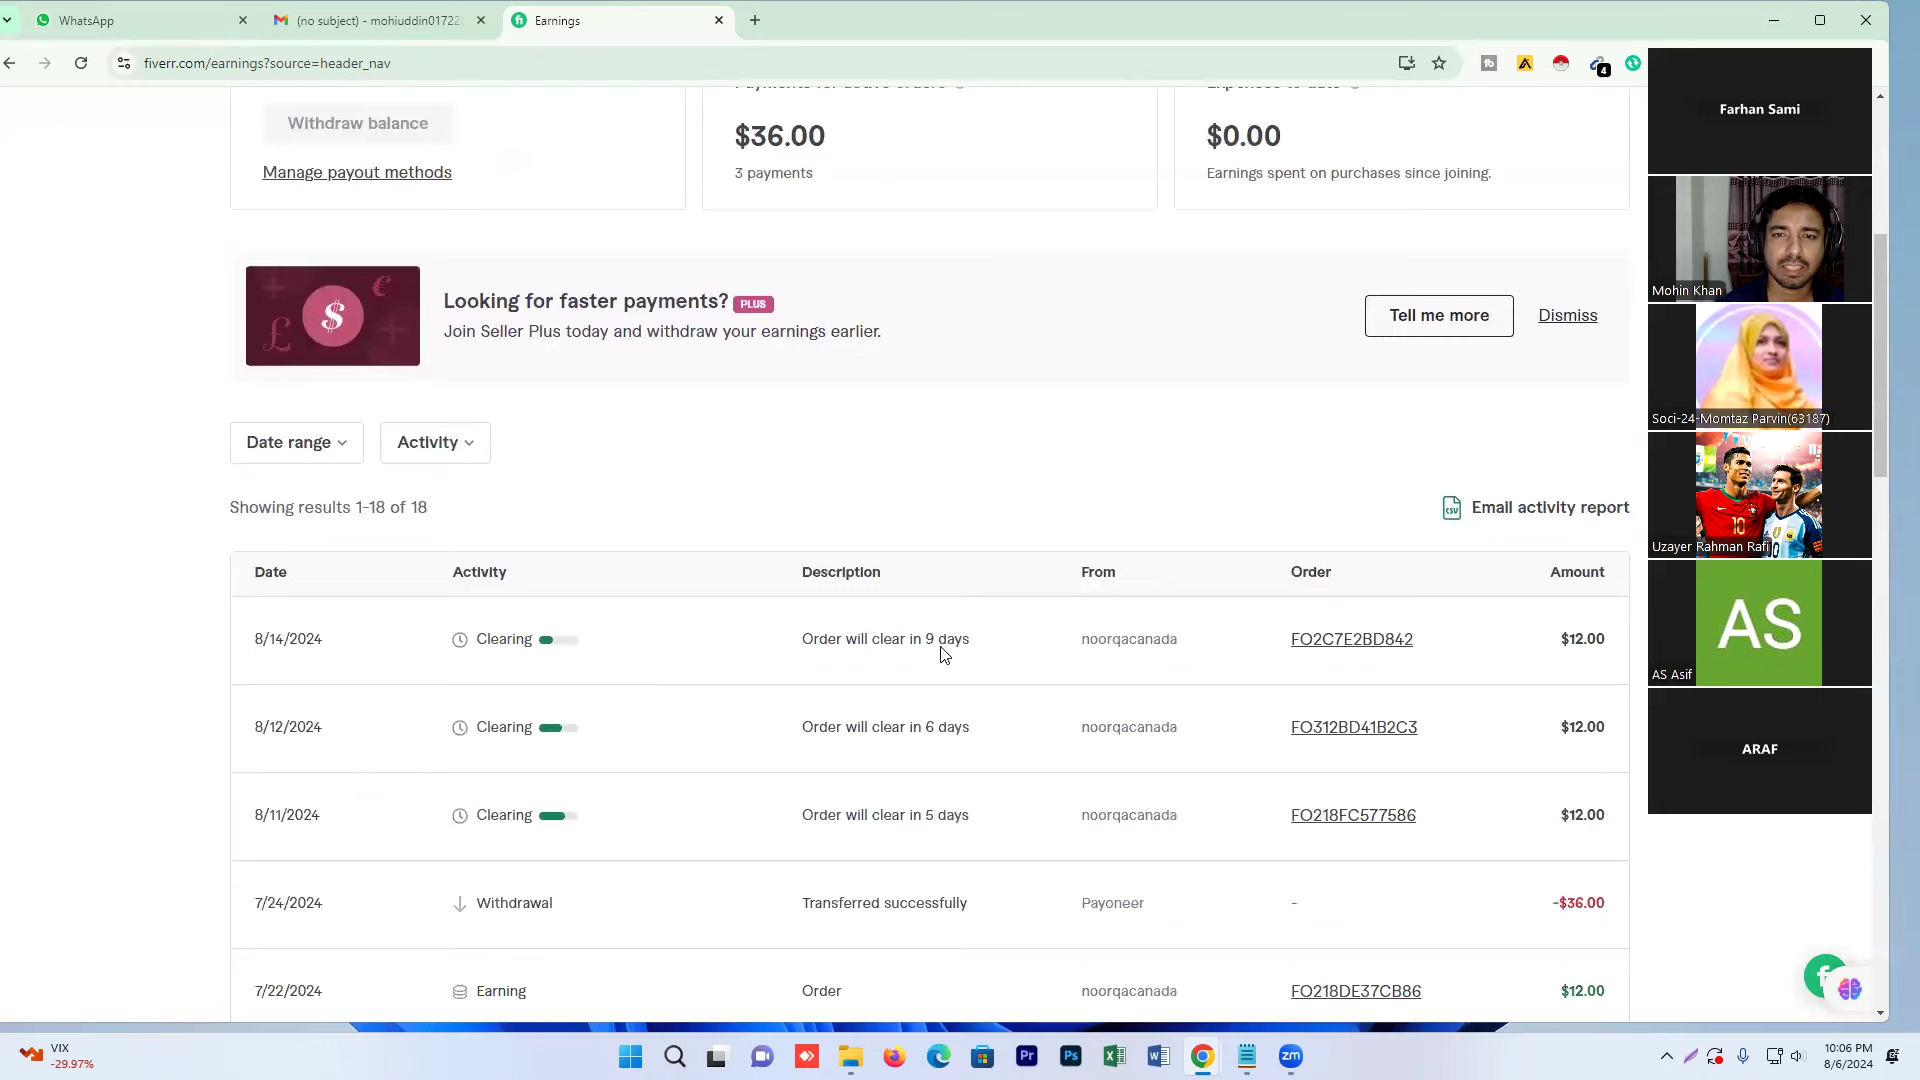 WhatsApp
(no subject) - mohiuddin01722
Earnings
fiverr.com/earnings?source=header_nav
4
Withdraw balance
Manage payout methods
$36.00
3 payments
$0.00
Earnings spent on purchases since joining.
$
£
€
Looking for faster payments? PLUS
Join Seller Plus today and withdraw your earnings earlier.
Tell me more
Dismiss
Date range
Activity
Showing results 1-18 of 18
CSV
Email activity report
Date Activity Description From Order Amount
8/14/2024 Clearing Order will clear in 9 days noorqacanada FO2C7E2BD842 $12.00
8/12/2024 Clearing Order will clear in 6 days noorqacanada FO312BD41B2C3 $12.00
8/11/2024 Clearing Order will clear in 5 days noorqacanada FO218FC577586 $12.00
7/24/2024 Withdrawal Transferred successfully Payoneer - -$36.00
7/22/2024 Earning Order noorqacanada FO218DE37CB86 $12.00
Farhan Sami
Mohin Khan
Soci-24-Momtaz Parvin(63187)
10
Uzayer Rahman Rafi
AS
AS Asif
ARAF
VIX
-29.97%
Pr
Ps
zm
10:06 PM
8/6/2024